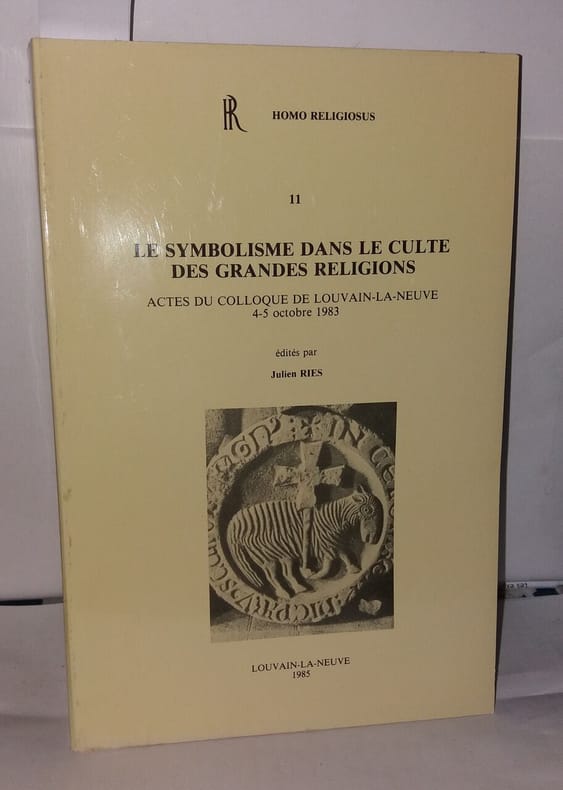 HR HOMO RELIGIOSUS
11
LE SYMBOLISME DANS LE CULTE
DES GRANDES RELIGIONS
ACTES DU COLLOQUE DE LOUVAIN-LA-NEUVE
4-5 octobre 1983
édités par
Julien RIES
LOUVAIN-LA-NEUVE
1985